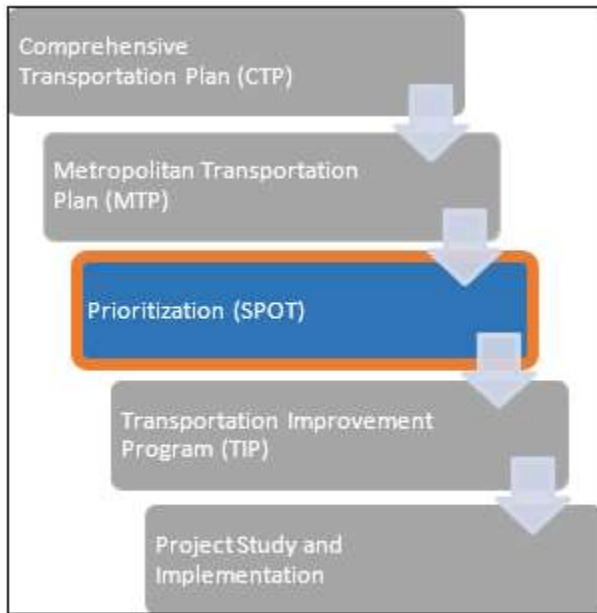 Comprehensive
Transportation Plan (CTP)
Metropolitan Transportation
Plan (MTP)
Prioritization (SPOT)
Transportation Improvement
Program (TIP)
Project Study and
Implementation